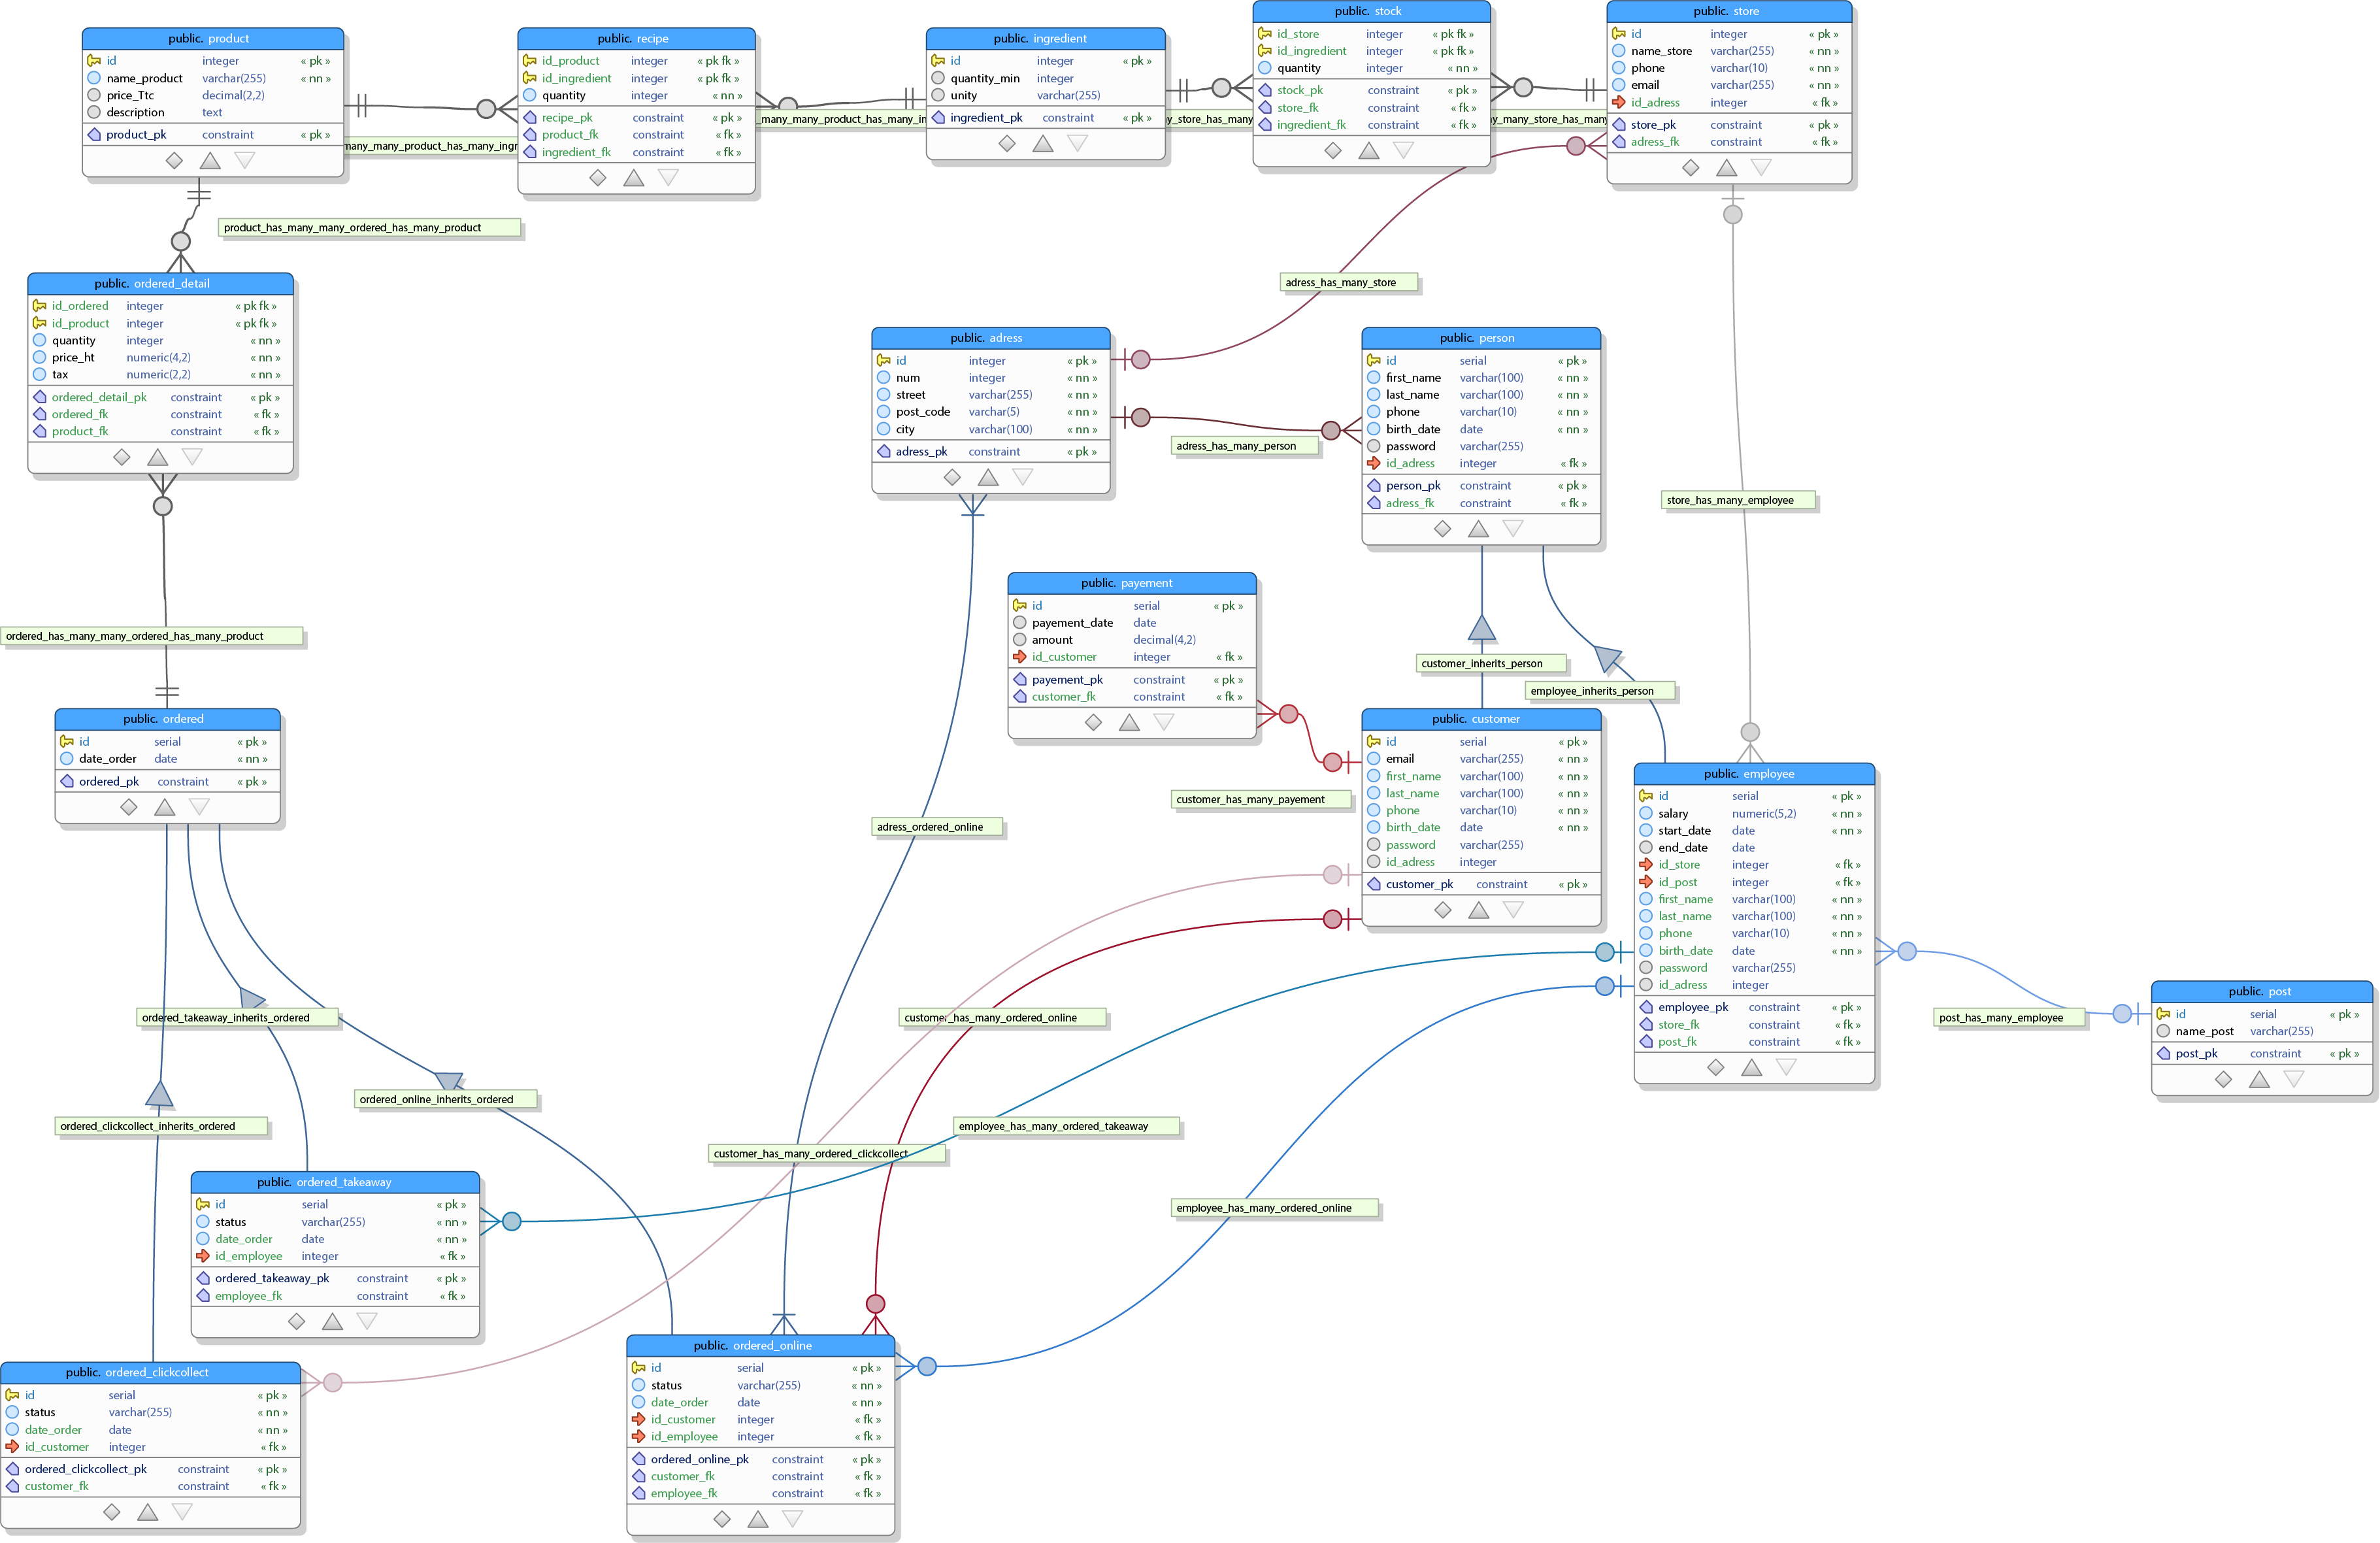 public. product
id integer « pk »
name_product varchar(255) « nn »
price_Ttc decimal(2,2)
description text
product_pk constraint « pk »
public. recipe
id_product integer « pk fk »
id_ingredient integer « pk fk »
quantity integer « nn »
recipe_pk constraint « pk »
product_fk constraint « fk »
ingredient_fk constraint « fk »
public. ingredient
id integer « pk »
quantity_min integer
unity varchar(255)
ingredient_pk constraint « pk »
public. stock
id_store integer « pk fk »
id_ingredient integer « pk fk »
quantity integer « nn »
stock_pk constraint « pk »
store_fk constraint « fk »
ingredient_fk constraint « fk »
public. store
id integer « pk »
name_store varchar(255) « nn »
phone varchar(10) « nn »
email varchar(255) « nn »
id_adress integer « fk »
store_pk constraint « pk »
adress_fk constraint « fk »
many_many_product_has_many_ingr
_many_many_product_has_many_in
y_store_has_many
y_many_store_has_many
product_has_many_many_ordered_has_many_product
adress_has_many_store
public. ordered_detail
id_ordered integer « pk fk »
id_product integer « pk fk »
quantity integer « nn »
price_ht numeric(4,2) « nn »
tax numeric(2,2) « nn »
ordered_detail_pk constraint « pk »
ordered_fk constraint « fk »
product_fk constraint « fk »
public. adress
id integer « pk »
num integer « nn »
street varchar(255) « nn »
post_code varchar(5) « nn »
city varchar(100) « nn »
adress_pk constraint « pk »
adress_has_many_person
public. person
id serial « pk »
first_name varchar(100) « nn »
last_name varchar(100) « nn »
phone varchar(10) « nn »
birth_date date « nn »
password varchar(255)
id_adress integer « fk »
person_pk constraint « pk »
adress_fk constraint « fk »
store_has_many_employee
public. payement
id serial « pk »
payement_date date
amount decimal(4,2)
id_customer integer « fk »
payement_pk constraint « pk »
customer_fk constraint « fk »
ordered_has_many_many_ordered_has_many_product
customer_inherits_person
employee_inherits_person
public. ordered
id serial « pk »
date_order date « nn »
ordered_pk constraint « pk »
public. customer
id serial « pk »
email varchar(255) « nn »
first_name varchar(100) « nn »
last_name varchar(100) « nn »
phone varchar(10) « nn »
birth_date date « nn »
password varchar(255)
id_adress integer
customer_pk constraint « pk »
customer_has_many_payement
adress_ordered_online
public. employee
id serial « pk »
salary numeric(5,2) « nn »
start_date date « nn »
end_date date
id_store integer « fk »
id_post integer « fk »
first_name varchar(100) « nn »
last_name varchar(100) « nn »
phone varchar(10) « nn »
birth_date date « nn »
password varchar(255)
id_adress integer
employee_pk constraint « pk »
store_fk constraint « fk »
post_fk constraint « fk »
public. post
id serial « pk »
name_post varchar(255)
post_pk constraint « pk »
post_has_many_employee
ordered_takeaway_inherits_ordered
customer_has_many_ordered_online
ordered_online_inherits_ordered
ordered_clickcollect_inherits_ordered
employee_has_many_ordered_takeaway
customer_has_many_ordered_clickcollect
employee_has_many_ordered_online
public. ordered_takeaway
id serial « pk »
status varchar(255) « nn »
date_order date « nn »
id_employee integer « fk »
ordered_takeaway_pk constraint « pk »
employee_fk constraint « fk »
public. ordered_clickcollect
id serial « pk »
status varchar(255) « nn »
date_order date « nn »
id_customer integer « fk »
ordered_clickcollect_pk constraint « pk »
customer_fk constraint « fk »
public. ordered_online
id serial « pk »
status varchar(255) « nn »
date_order date « nn »
id_customer integer « fk »
id_employee integer « fk »
ordered_online_pk constraint « pk »
customer_fk constraint « fk »
employee_fk constraint « fk »